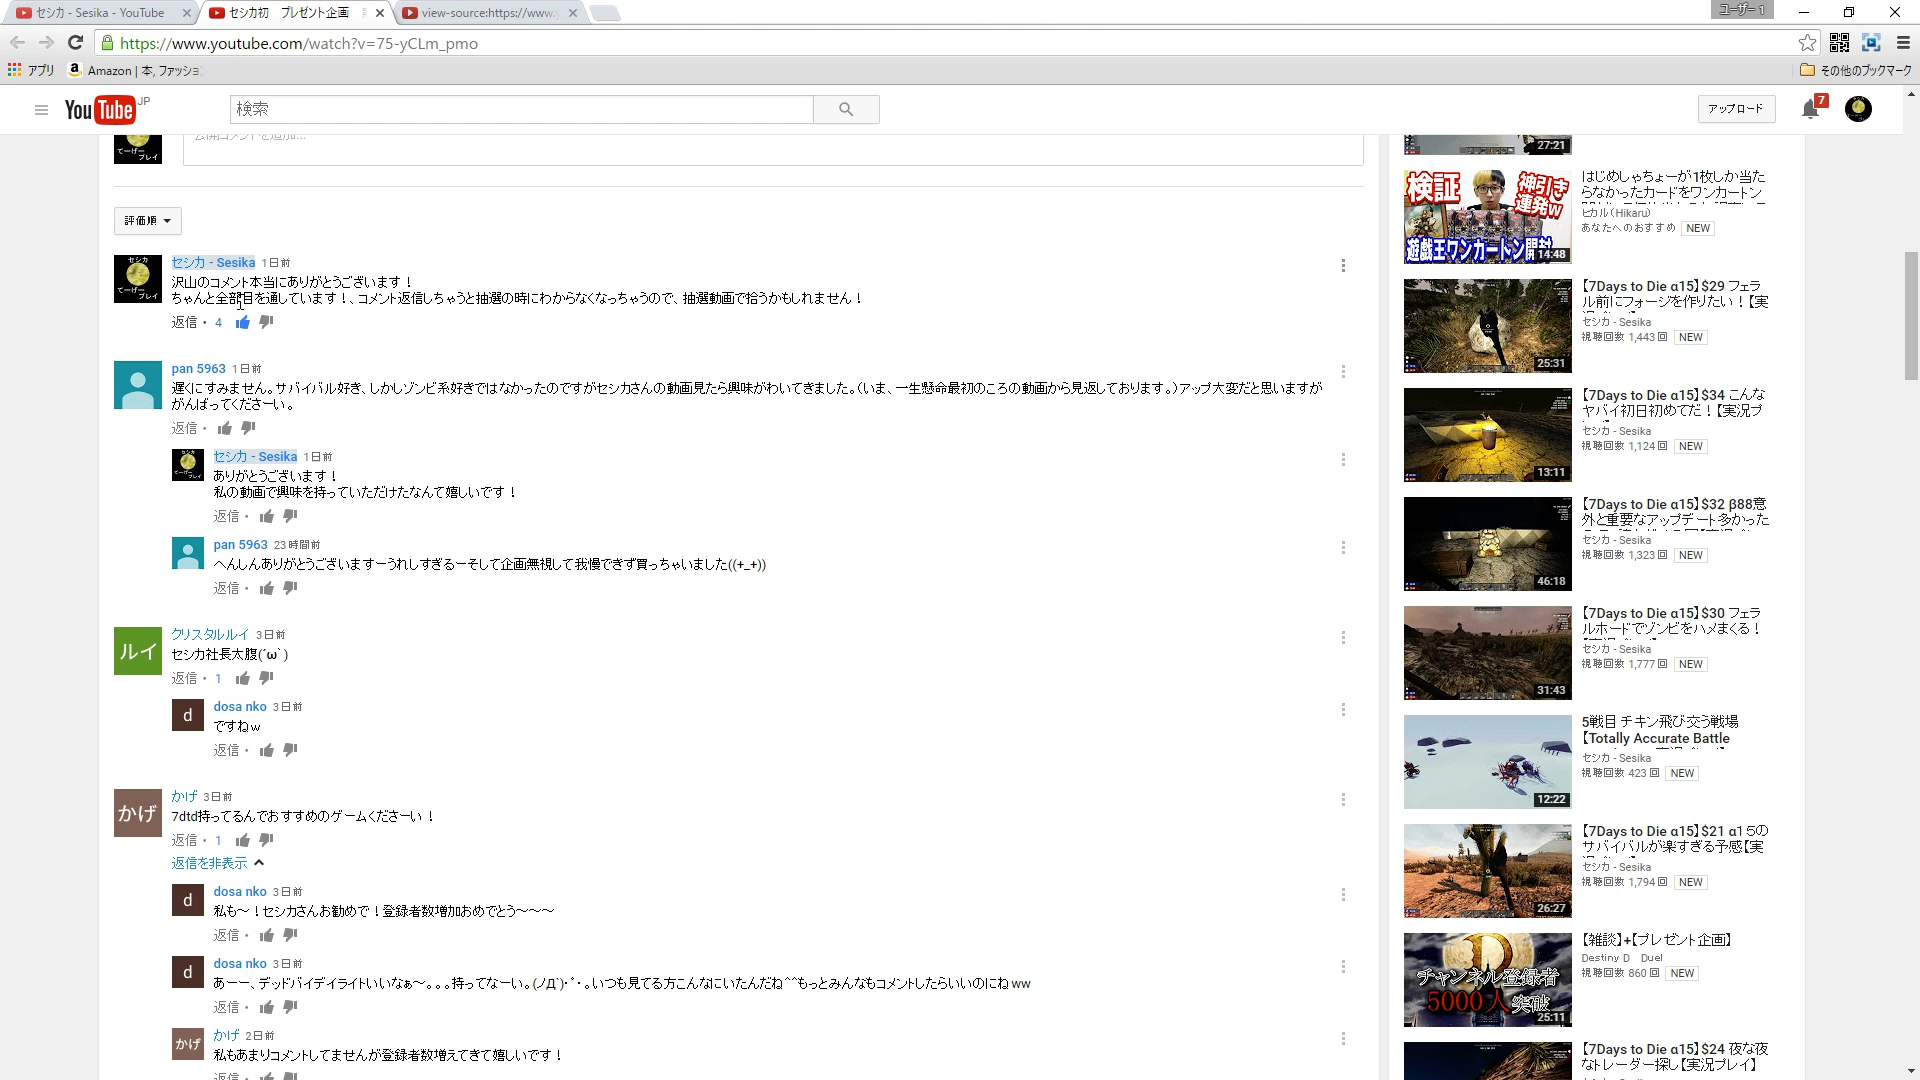 セシカ - Sesika - YouTube
セシカ初　プレゼント企画
view-source:https://www.
ユーザー 1
https://www.youtube.com/watch?v=75-yCLm_pmo
アプリ
Amazon | 本, ファッショ
その他のブックマーク
YouTube JP
検索
アップロード
7
公開コメントを追加...
てーげー
プレイ
評価順
セシカ - Sesika 1日前
沢山のコメント本当にありがとうございます！
ちゃんと全部目を通しています！、コメント返信しちゃうと抽選の時にわからなくなっちゃうので、抽選動画で拾うかもしれません！
返信・ 4
pan 5963 1日前
遅くにすみません。サバイバル好き、しかしゾンビ系好きではなかったのですがセシカさんの動画見たら興味がわいてきました。（いま、一生懸命最初のころの動画から見返しております。）アップ大変だと思いますが
がんばってくださーい。
返信・
セシカ - Sesika 1日前
ありがとうございます！
私の動画で興味を持っていただけたなんて嬉しいです！
返信・
pan 5963 23時間前
へんしんありがとうございますーうれしすぎるーそして企画無視して我慢できず買っちゃいました((+_+))
返信・
ルイ
クリスタルルイ 3日前
セシカ社長太腹(´ω`)
返信・ 1
d
dosa nko 3日前
ですねｗ
返信・
かげ
かげ 3日前
7dtd持ってるんでおすすめのゲームくださーい！
返信・ 1
返信を非表示
d
dosa nko 3日前
私も～！セシカさんお勧めで！登録者数増加おめでとう～～～
返信・
d
dosa nko 3日前
あーー、デッドバイデイライトいいなぁ～。。。持ってなーい。(ノД`)・゜・。いつも見てる方こんなにいたんだね^^もっとみんなもコメントしたらいいのにねww
返信・
かげ
かげ 2日前
私もあまりコメントしてませんが登録者数増えてきて嬉しいです！
返信・
27:21
検証
神引き
連発w
遊戯王ワンカートン開封
14:48
はじめしゃちょーが1枚しか当た
らなかったカードをワンカートン
ヒカル（Hikaru）
あなたへのおすすめ NEW
25:31
【7Days to Die α15】$29 フェラ
ル前にフォージを作りたい！【実
セシカ - Sesika
視聴回数 1,443 回 NEW
13:11
【7Days to Die α15】$34 こんな
ヤバイ初日初めてだ！【実況プ
セシカ - Sesika
視聴回数 1,124 回 NEW
46:18
【7Days to Die α15】$32 β88意
外と重要なアップデート多かった
セシカ - Sesika
視聴回数 1,323 回 NEW
31:43
【7Days to Die α15】$30 フェラ
ルホードでゾンビをハメまくる！
セシカ - Sesika
視聴回数 1,777 回 NEW
12:22
5戦目 チキン飛び交う戦場
【Totally Accurate Battle
セシカ - Sesika
視聴回数 423 回 NEW
26:27
【7Days to Die α15】$21 α１５の
サバイバルが楽すぎる予感【実
セシカ - Sesika
視聴回数 1,794 回 NEW
チャンネル登録者
5000人突破
25:11
【雑談】+【プレゼント企画】
Destiny D　Duel
視聴回数 860 回 NEW
【7Days to Die α15】$24 夜な夜
なトレーダー探し【実況プレイ】